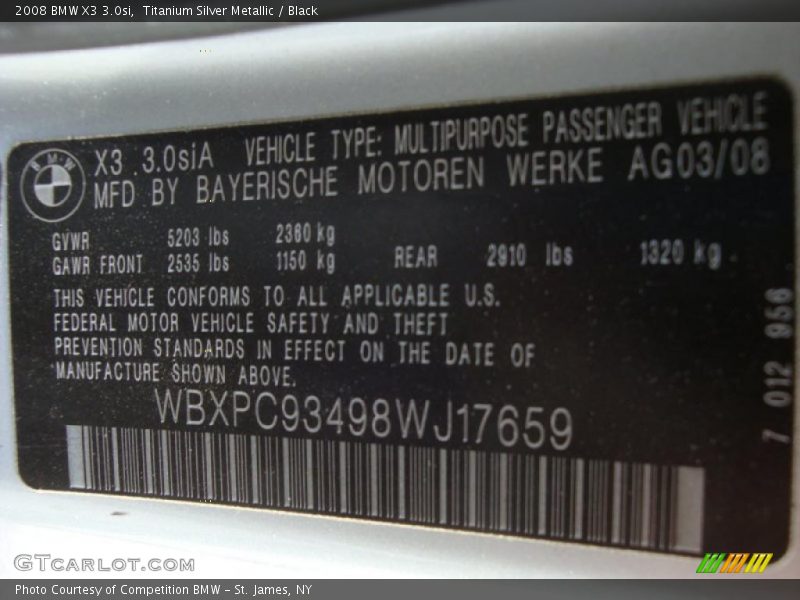 2008 BMW X3 3.0si, Titanium Silver Metallic / Black
BMW
X3 3.0siA VEHICLE TYPE: MULTIPURPOSE PASSENGER VEHICLE
MFD BY BAYERISCHE MOTOREN WERKE AG03/08
GVWR 5203 lbs 2360 kg
GAWR FRONT 2535 lbs 1150 kg REAR 2910 lbs 1320 kg
THIS VEHICLE CONFORMS TO ALL APPLICABLE U.S.
FEDERAL MOTOR VEHICLE SAFETY AND THEFT
PREVENTION STANDARDS IN EFFECT ON THE DATE OF
MANUFACTURE SHOWN ABOVE.
WBXPC93498WJ17659
7 012 956
GTCARLOT.COM
Photo Courtesy of Competition BMW – St. James, NY